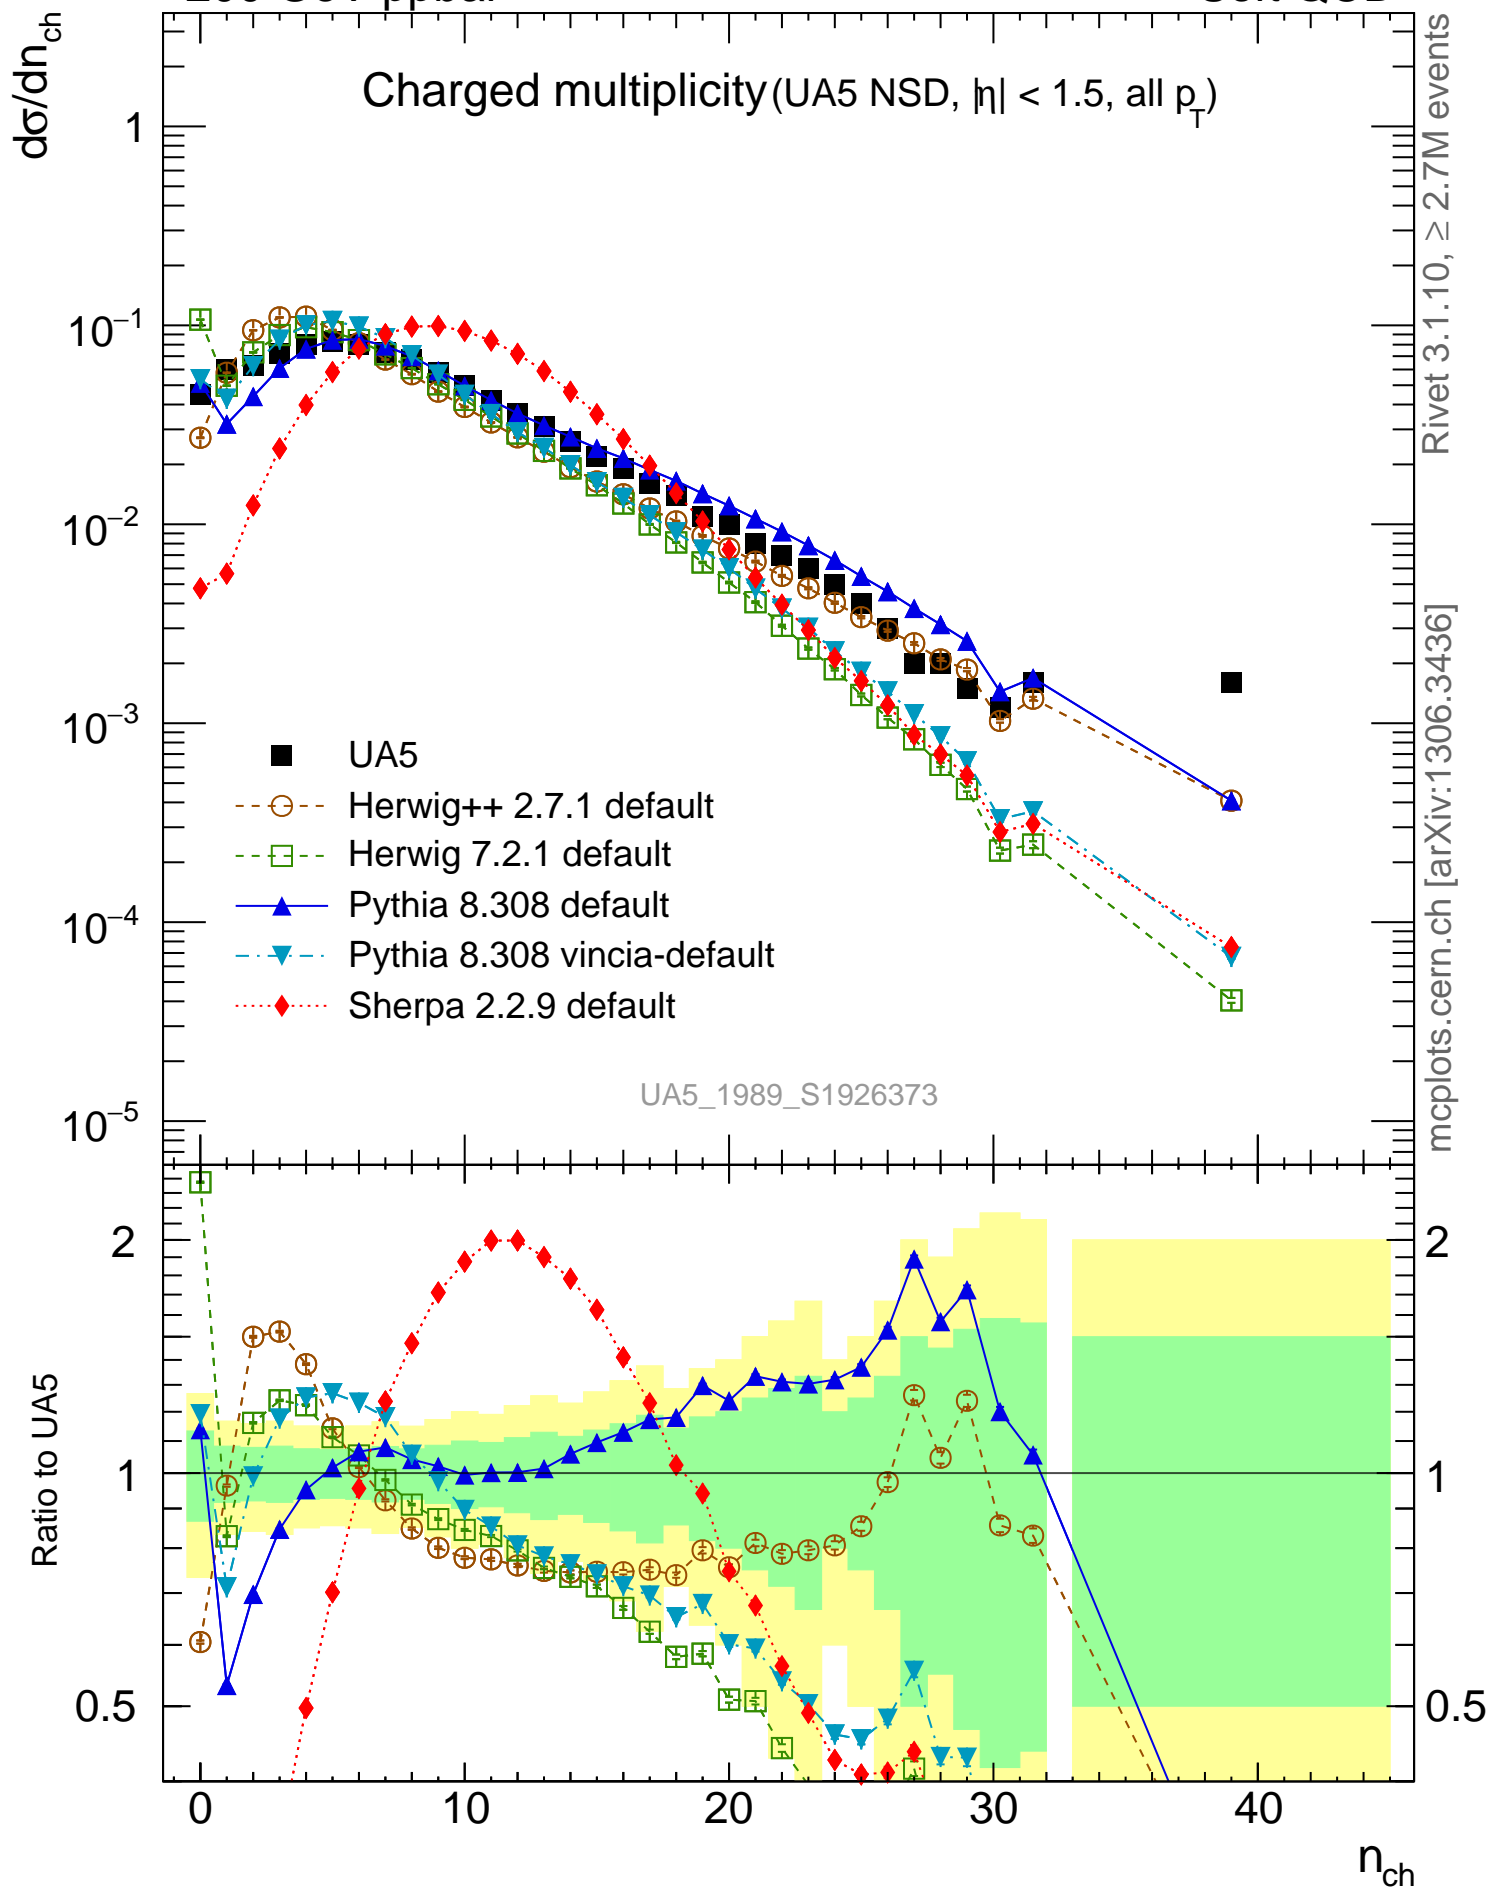 dσ/dn_ch
Charged multiplicity (UA5 NSD, |η| < 1.5, all p_T)
1
10⁻¹
10⁻²
10⁻³
10⁻⁴
10⁻⁵
UA5
Herwig++ 2.7.1 default
Herwig 7.2.1 default
Pythia 8.308 default
Pythia 8.308 vincia-default
Sherpa 2.2.9 default
UA5_1989_S1926373
Rivet 3.1.10, ≥ 2.7M events
mcplots.cern.ch [arXiv:1306.3436]
Ratio to UA5
2
1
0.5
2
1
0.5
0 10 20 30 40
n_ch